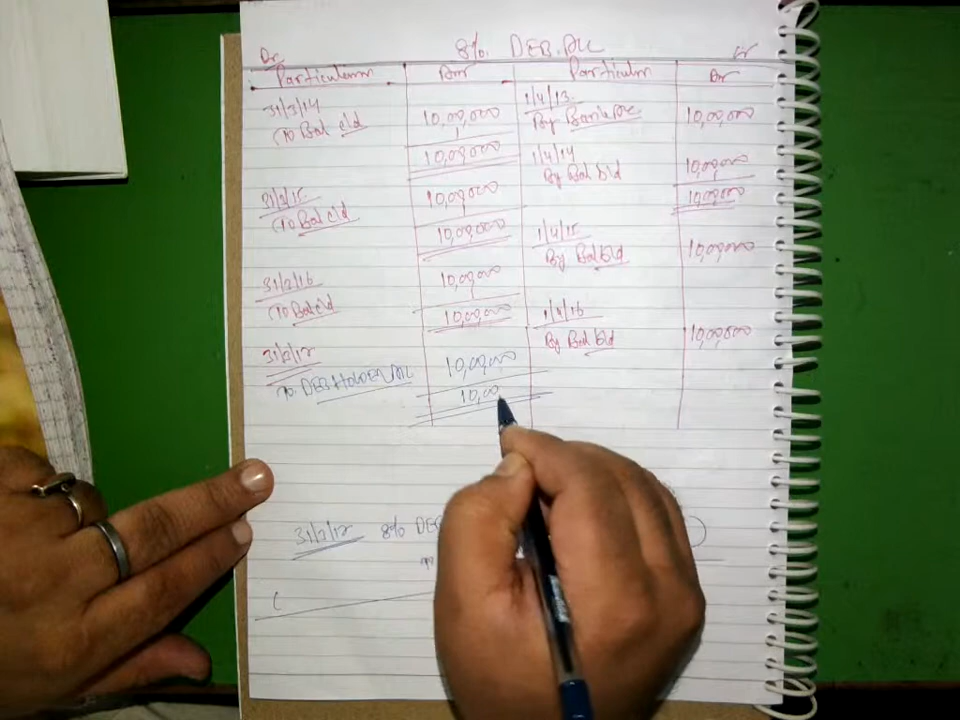 8% DEB. A/C
Dr Cr
Particulars Amt Particulars Amt
31/3/14 1/4/13
To Bal c/d 10,00,000 By Bank A/c 10,00,000
10,00,000 1/4/14
By Bal b/d 10,00,000
31/3/15 10,00,000 10,00,000
To Bal c/d
10,00,000 1/4/15
By Bal b/d 10,00,000
31/3/16 10,00,000
To Bal c/d
10,00,000 1/4/16
By Bal b/d 10,00,000
31/3/17 10,00,000
To DEB HOLDER A/C
10,00
31/3/17 8% DEB